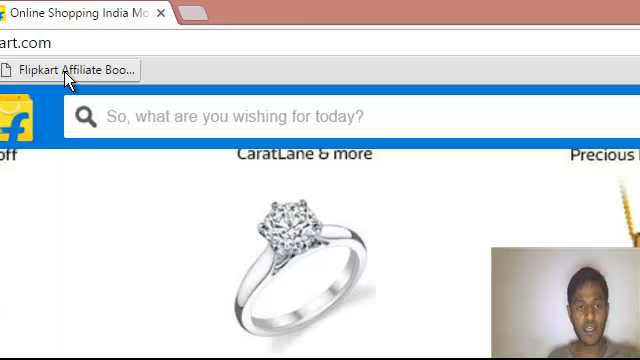 Online Shopping India Mo
art.com
Flipkart Affiliate Boo...
So, what are you wishing for today?
off
CaratLane & more
Precious